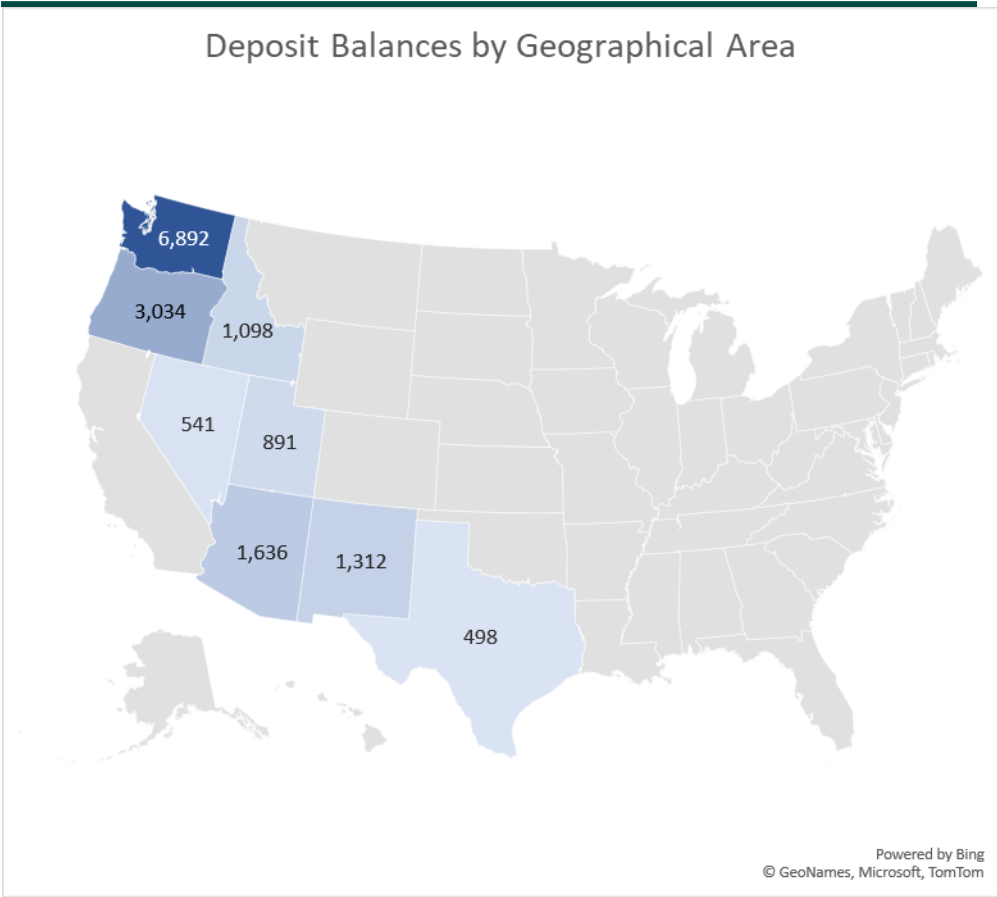 Deposit Balances by Geographical Area
6,892
3,034
1,098
541
891
1,636
1,312
498
Powered by Bing
© GeoNames, Microsoft, TomTom